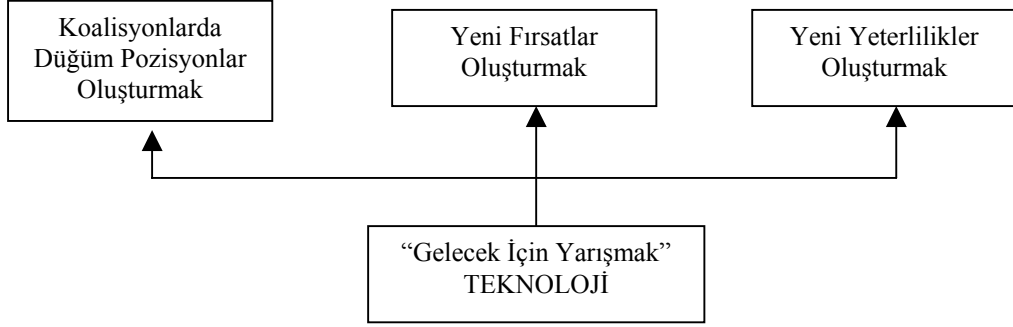 Koalisyonlarda
Düğüm Pozisyonlar
Oluşturmak
Yeni Fırsatlar
Oluşturmak
Yeni Yeterlilikler
Oluşturmak
“Gelecek İçin Yarışmak”
TEKNOLOJİ